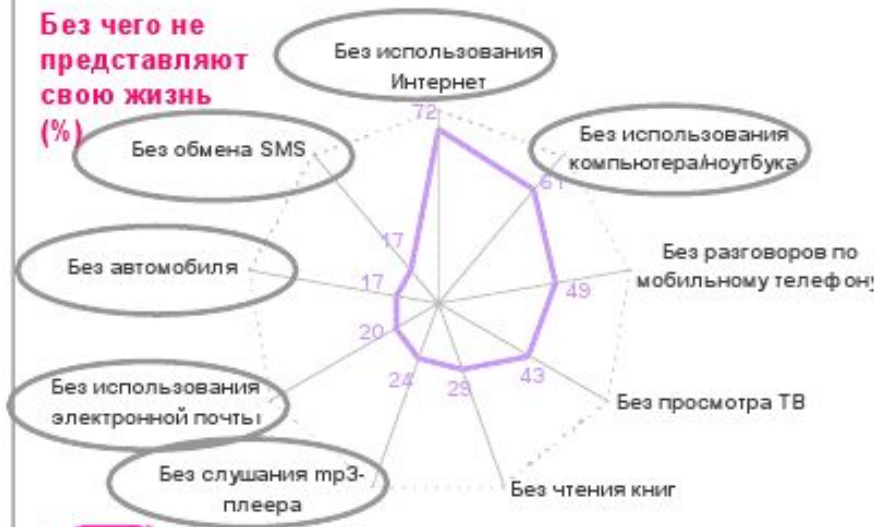 Без чего не
представляют
свою жизнь
(%)
Без использования
Интернет
72
Без использования
компьютера/ноутбука
61
Без разговоров по
мобильному телефону
49
Без просмотра ТВ
43
Без чтения книг
29
Без слушания mp3-
плеера
24
Без использования
электронной почты
20
Без автомобиля
17
Без обмена SMS
17